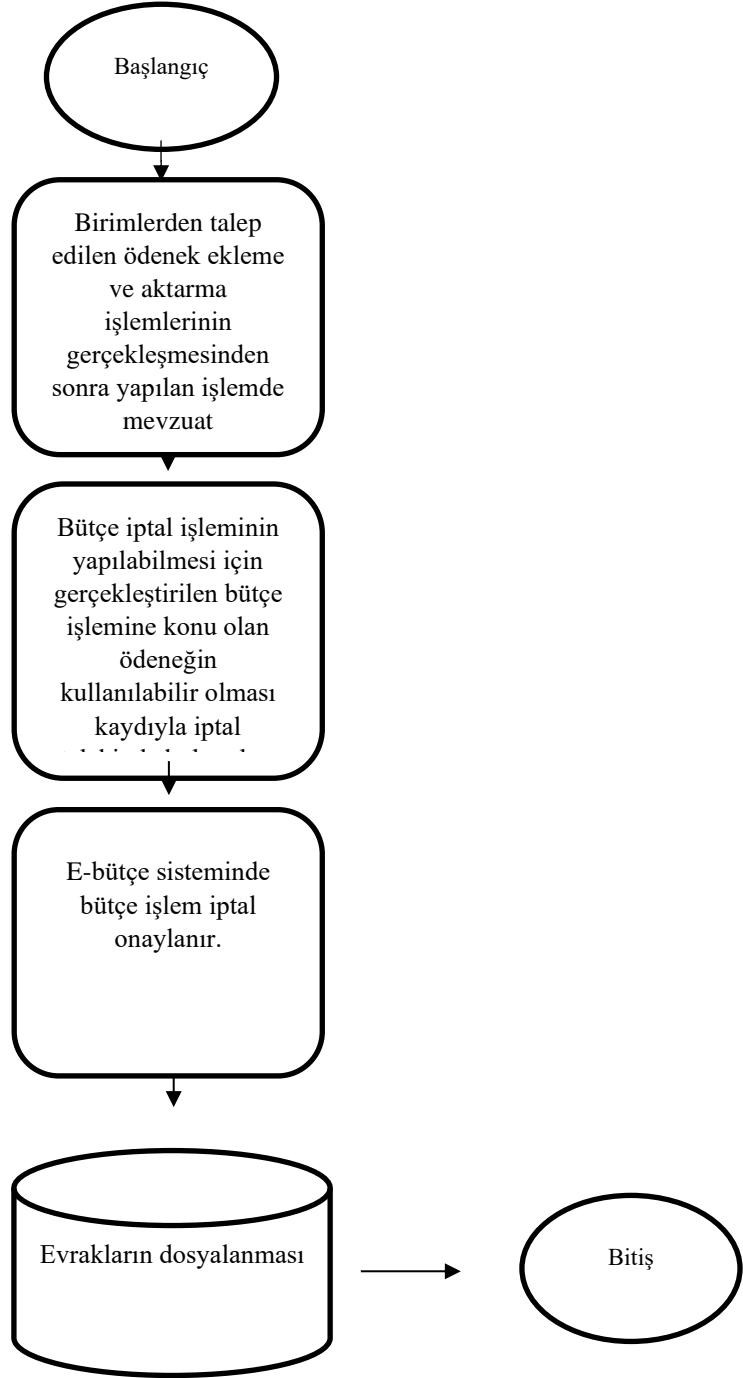 Başlangıç
Birimlerden talep
edilen ödenek ekleme
ve aktarma
işlemlerinin
gerçekleşmesinden
sonra yapılan işlemde
mevzuat
Bütçe iptal işleminin
yapılabilmesi için
gerçekleştirilen bütçe
işlemine konu olan
ödeneğin
kullanılabilir olması
kaydıyla iptal
E-bütçe sisteminde
bütçe işlem iptal
onaylanır.
Evrakların dosyalanması
Bitiş